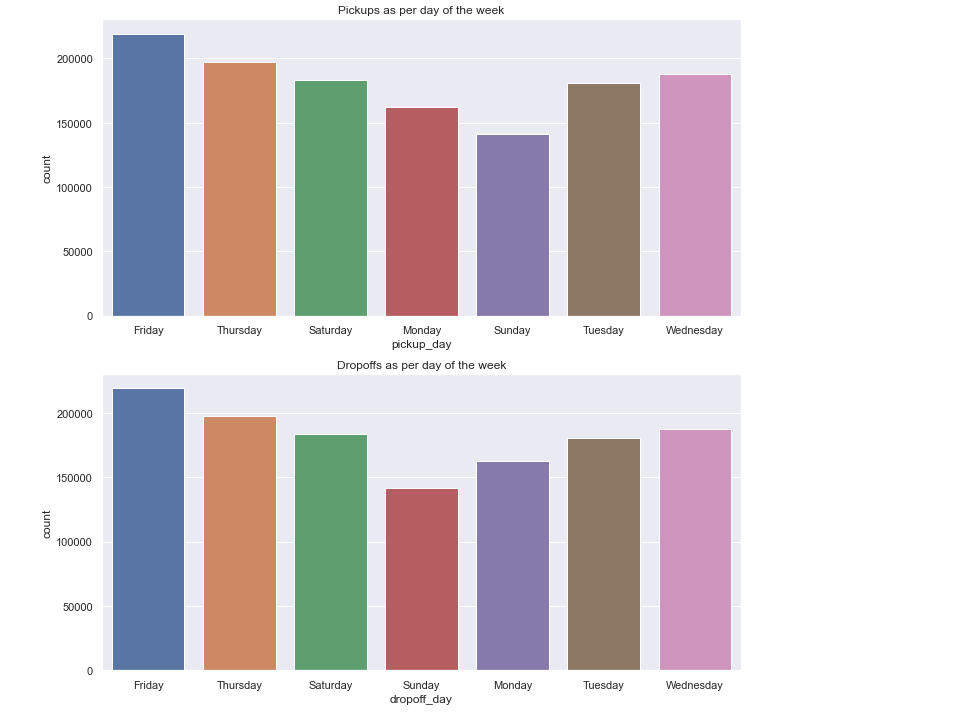 Pickups as per day of the week
200000
150000
100000
50000
0
count
Friday Thursday Saturday Monday Sunday Tuesday Wednesday
pickup_day
Dropoffs as per day of the week
200000
150000
100000
50000
0
count
Friday Thursday Saturday Sunday Monday Tuesday Wednesday
dropoff_day